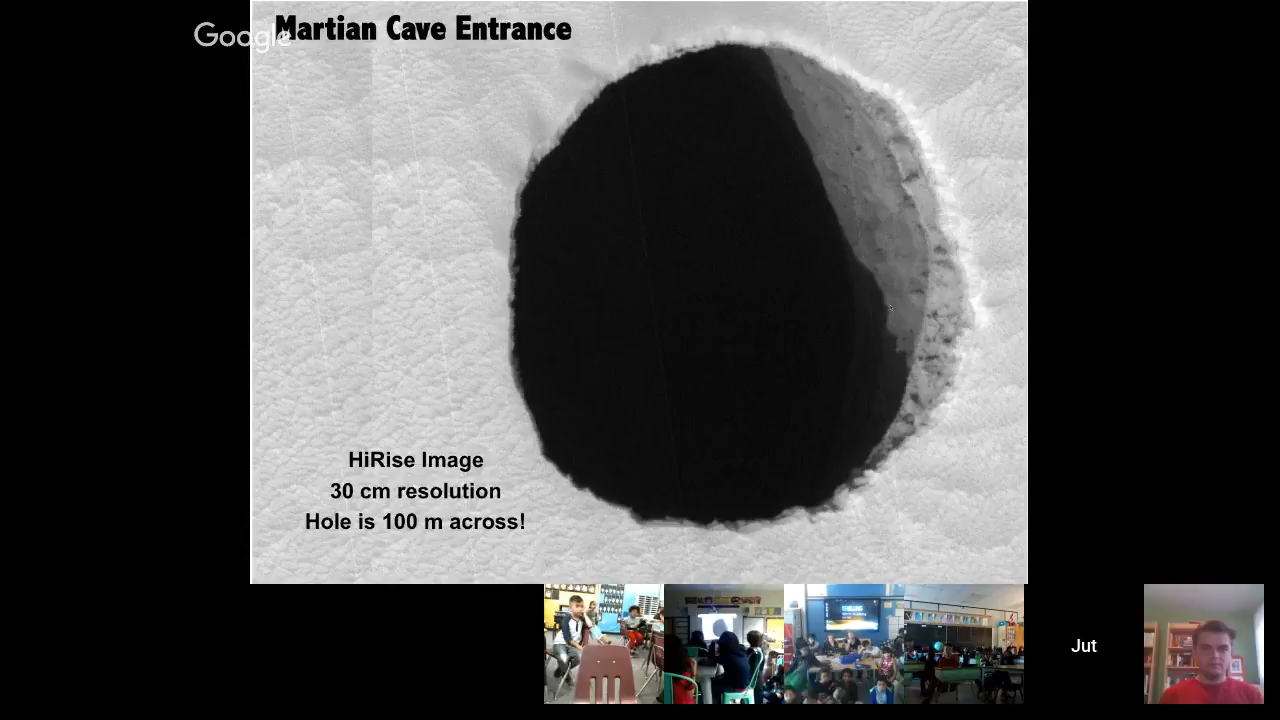 Google
Martian Cave Entrance
HiRise Image
30 cm resolution
Hole is 100 m across!
Jut